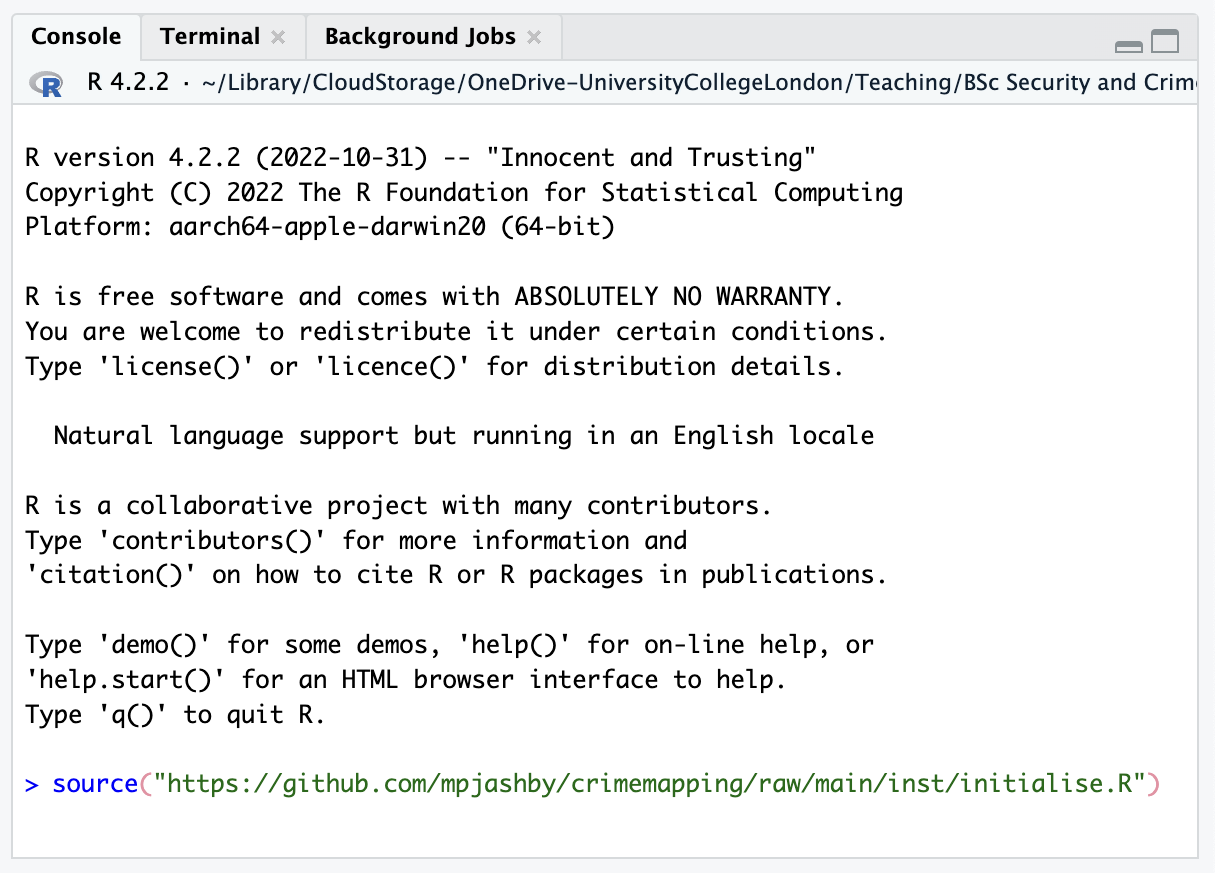 Console Terminal × Background Jobs ×
R R 4.2.2 · ~/Library/CloudStorage/OneDrive-UniversityCollegeLondon/Teaching/BSc Security and Crim
R version 4.2.2 (2022-10-31) -- "Innocent and Trusting"
Copyright (C) 2022 The R Foundation for Statistical Computing
Platform: aarch64-apple-darwin20 (64-bit)
R is free software and comes with ABSOLUTELY NO WARRANTY.
You are welcome to redistribute it under certain conditions.
Type 'license()' or 'licence()' for distribution details.
Natural language support but running in an English locale
R is a collaborative project with many contributors.
Type 'contributors()' for more information and
'citation()' on how to cite R or R packages in publications.
Type 'demo()' for some demos, 'help()' for on-line help, or
'help.start()' for an HTML browser interface to help.
Type 'q()' to quit R.
> source("https://github.com/mpjashby/crimemapping/raw/main/inst/initialise.R")